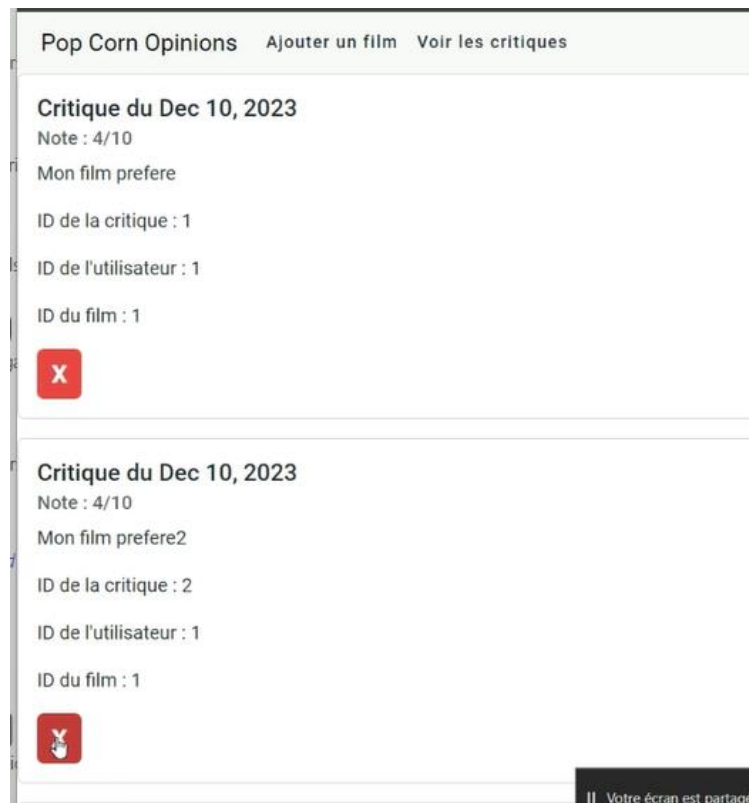 Pop Corn Opinions Ajouter un film Voir les critiques
Critique du Dec 10, 2023
Note : 4/10
Mon film prefere
ID de la critique : 1
ID de l'utilisateur : 1
ID du film : 1
X
Critique du Dec 10, 2023
Note : 4/10
Mon film prefere2
ID de la critique : 2
ID de l'utilisateur : 1
ID du film : 1
X
Votre écran est partagé